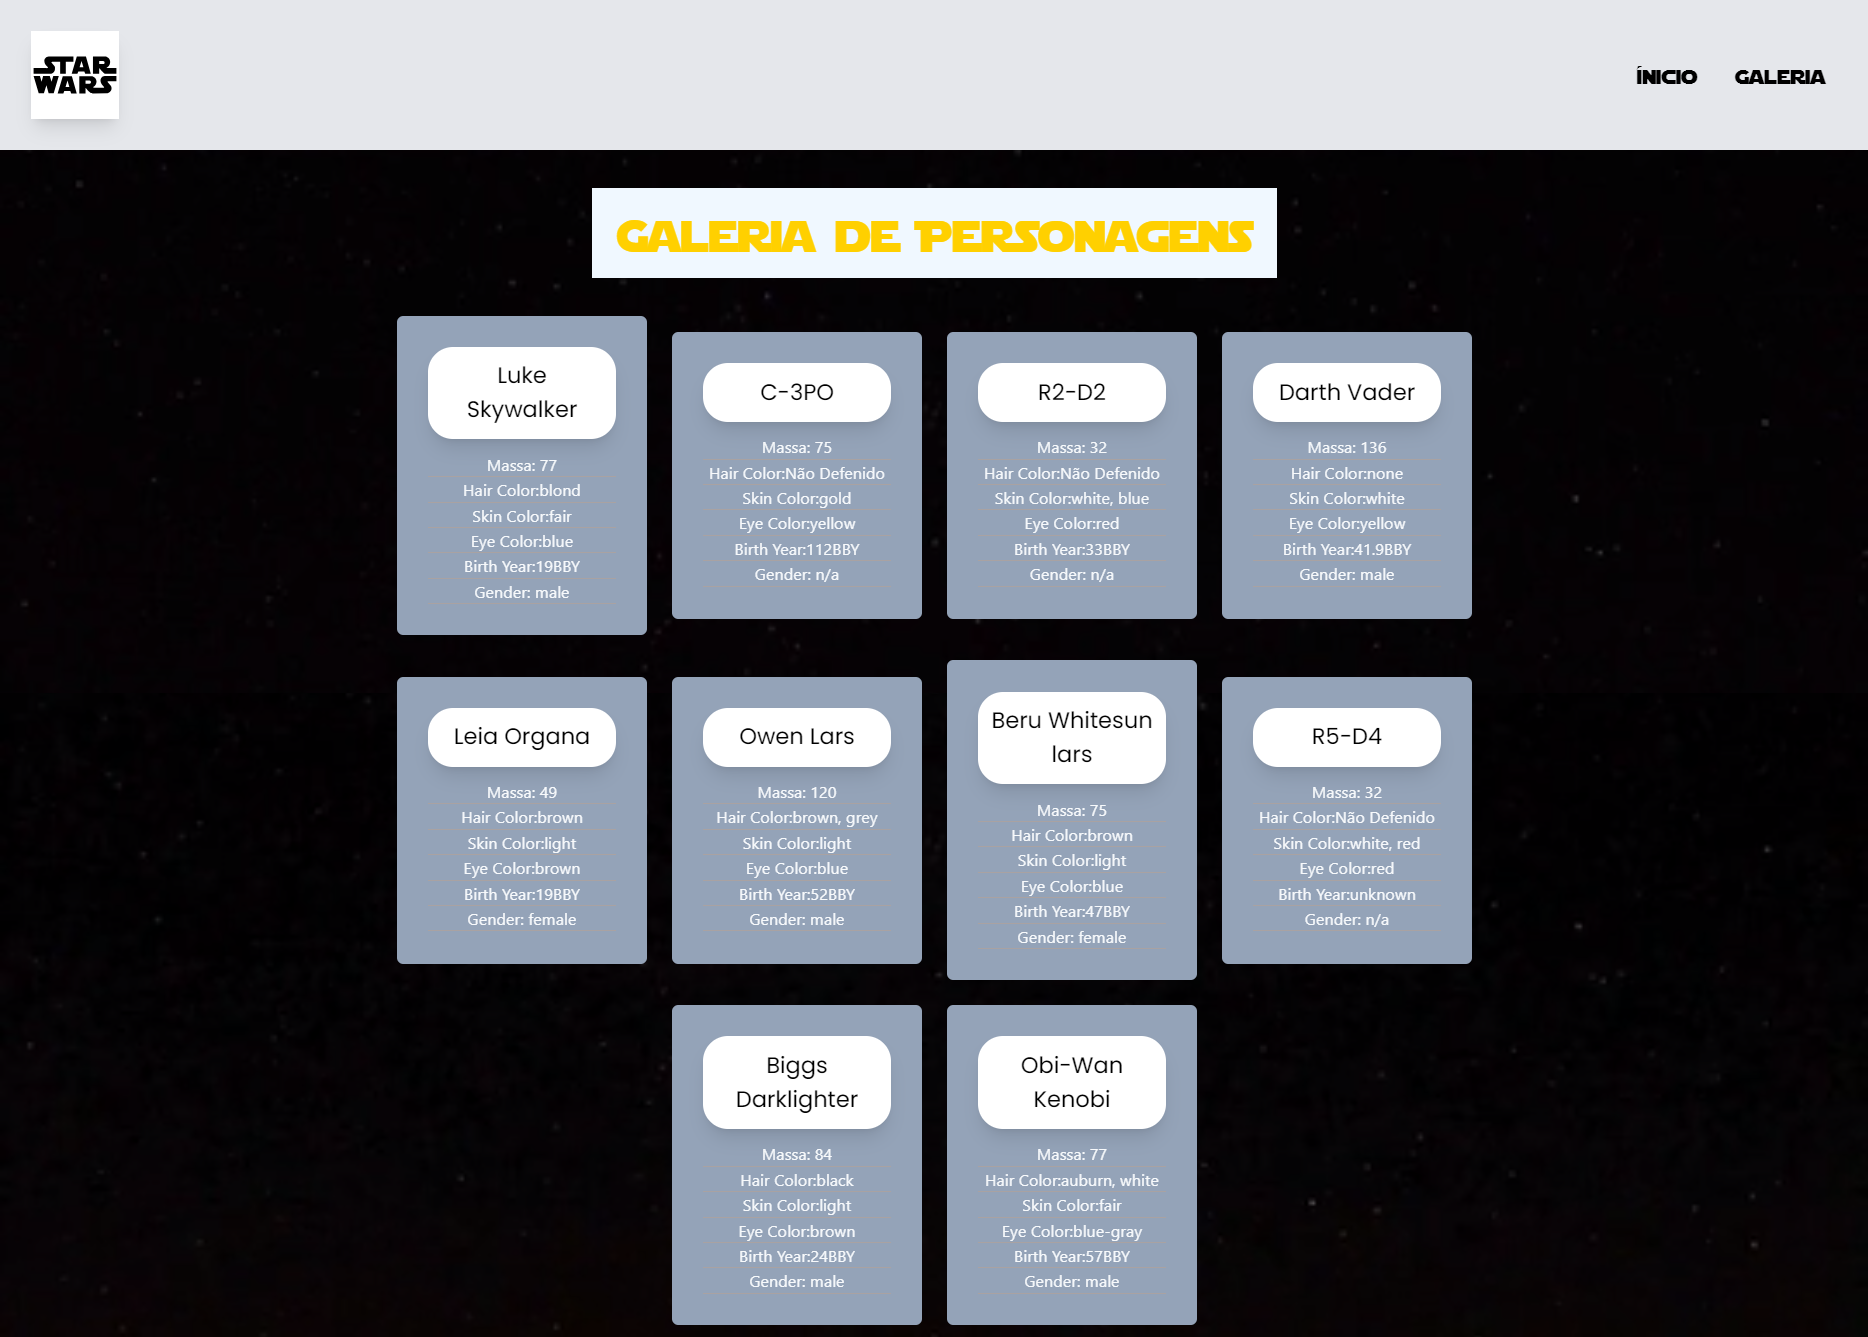 STAR
WARS
ÍNICIO
GALERIA
GALERIA DE PERSONAGENS
Luke
Skywalker
Massa: 77
Hair Color:blond
Skin Color:fair
Eye Color:blue
Birth Year:19BBY
Gender: male
C-3PO
Massa: 75
Hair Color:Não Defenido
Skin Color:gold
Eye Color:yellow
Birth Year:112BBY
Gender: n/a
R2-D2
Massa: 32
Hair Color:Não Defenido
Skin Color:white, blue
Eye Color:red
Birth Year:33BBY
Gender: n/a
Darth Vader
Massa: 136
Hair Color:none
Skin Color:white
Eye Color:yellow
Birth Year:41.9BBY
Gender: male
Leia Organa
Massa: 49
Hair Color:brown
Skin Color:light
Eye Color:brown
Birth Year:19BBY
Gender: female
Owen Lars
Massa: 120
Hair Color:brown, grey
Skin Color:light
Eye Color:blue
Birth Year:52BBY
Gender: male
Beru Whitesun
lars
Massa: 75
Hair Color:brown
Skin Color:light
Eye Color:blue
Birth Year:47BBY
Gender: female
R5-D4
Massa: 32
Hair Color:Não Defenido
Skin Color:white, red
Eye Color:red
Birth Year:unknown
Gender: n/a
Biggs
Darklighter
Massa: 84
Hair Color:black
Skin Color:light
Eye Color:brown
Birth Year:24BBY
Gender: male
Obi-Wan
Kenobi
Massa: 77
Hair Color:auburn, white
Skin Color:fair
Eye Color:blue-gray
Birth Year:57BBY
Gender: male